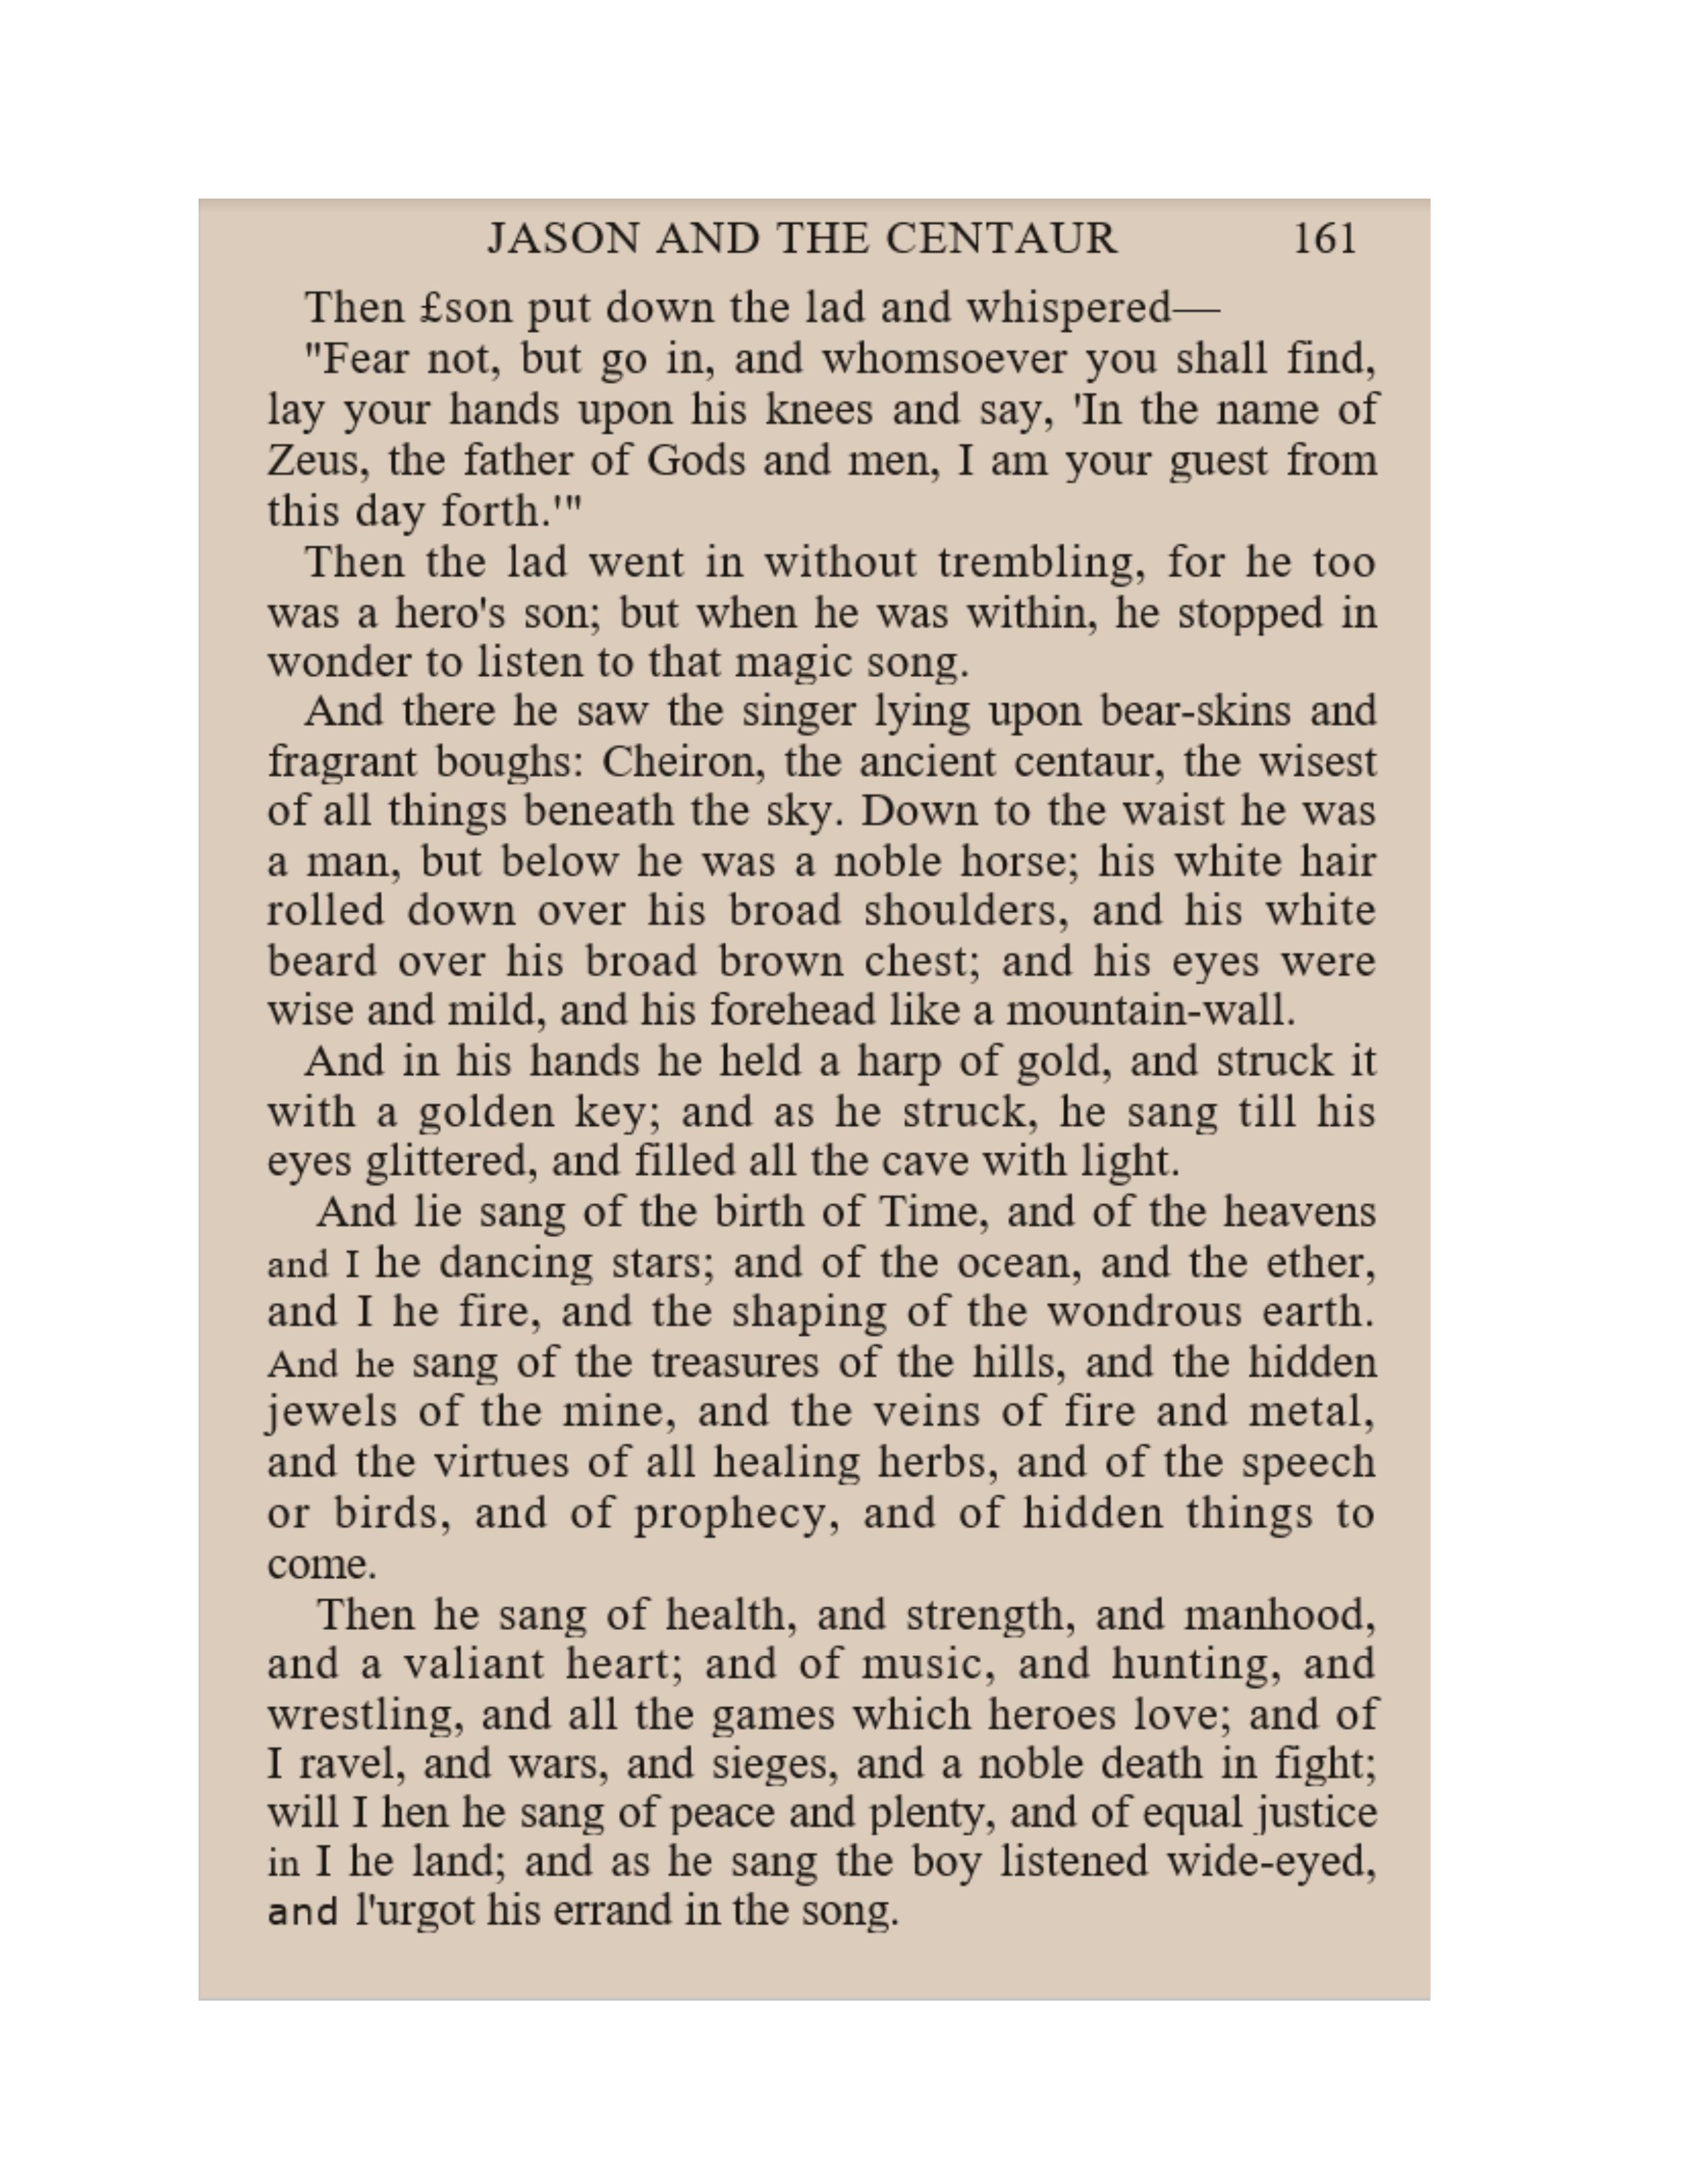 JASON AND THE CENTAUR 161
Then £son put down the lad and whispered—
"Fear not, but go in, and whomsoever you shall find,
lay your hands upon his knees and say, 'In the name of
Zeus, the father of Gods and men, I am your guest from
this day forth.'"
Then the lad went in without trembling, for he too
was a hero's son; but when he was within, he stopped in
wonder to listen to that magic song.
And there he saw the singer lying upon bear-skins and
fragrant boughs: Cheiron, the ancient centaur, the wisest
of all things beneath the sky. Down to the waist he was
a man, but below he was a noble horse; his white hair
rolled down over his broad shoulders, and his white
beard over his broad brown chest; and his eyes were
wise and mild, and his forehead like a mountain-wall.
And in his hands he held a harp of gold, and struck it
with a golden key; and as he struck, he sang till his
eyes glittered, and filled all the cave with light.
And lie sang of the birth of Time, and of the heavens
and I he dancing stars; and of the ocean, and the ether,
and I he fire, and the shaping of the wondrous earth.
And he sang of the treasures of the hills, and the hidden
jewels of the mine, and the veins of fire and metal,
and the virtues of all healing herbs, and of the speech
or birds, and of prophecy, and of hidden things to
come.
Then he sang of health, and strength, and manhood,
and a valiant heart; and of music, and hunting, and
wrestling, and all the games which heroes love; and of
I ravel, and wars, and sieges, and a noble death in fight;
will I hen he sang of peace and plenty, and of equal justice
in I he land; and as he sang the boy listened wide-eyed,
and l'urgot his errand in the song.